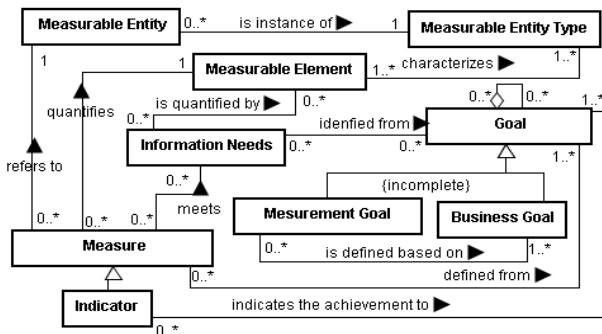 Measurable Entity
0..*
is instance of
1
Measurable Entity Type
1
1
Measurable Element
1..*
characterizes
1..*
quantifies
is quantified by
0..*
0..*
0..*
0..*
1..*
0..*
idenfied from
Goal
Information Needs
0..*
0..*
refers to
0..*
1..*
meets
{incomplete}
Mesurement Goal
Business Goal
0..*
0..*
0..*
Measure
0..*
is defined based on
1..*
0..*
defined from
Indicator
indicates the achievement to
0..*